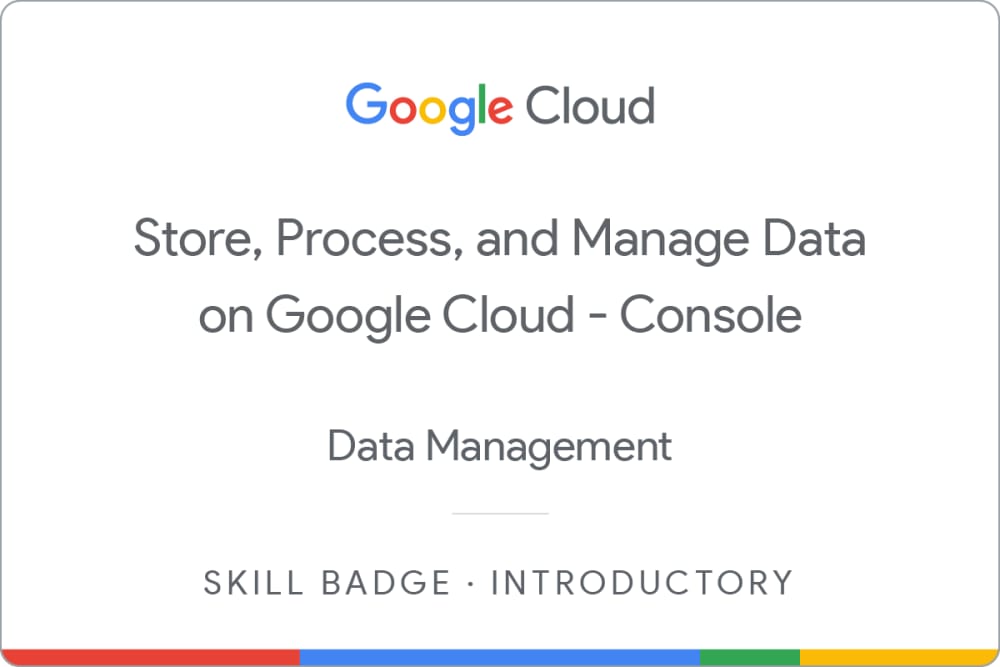 Google Cloud
Store, Process, and Manage Data
on Google Cloud - Console
Data Management
SKILL BADGE · INTRODUCTORY